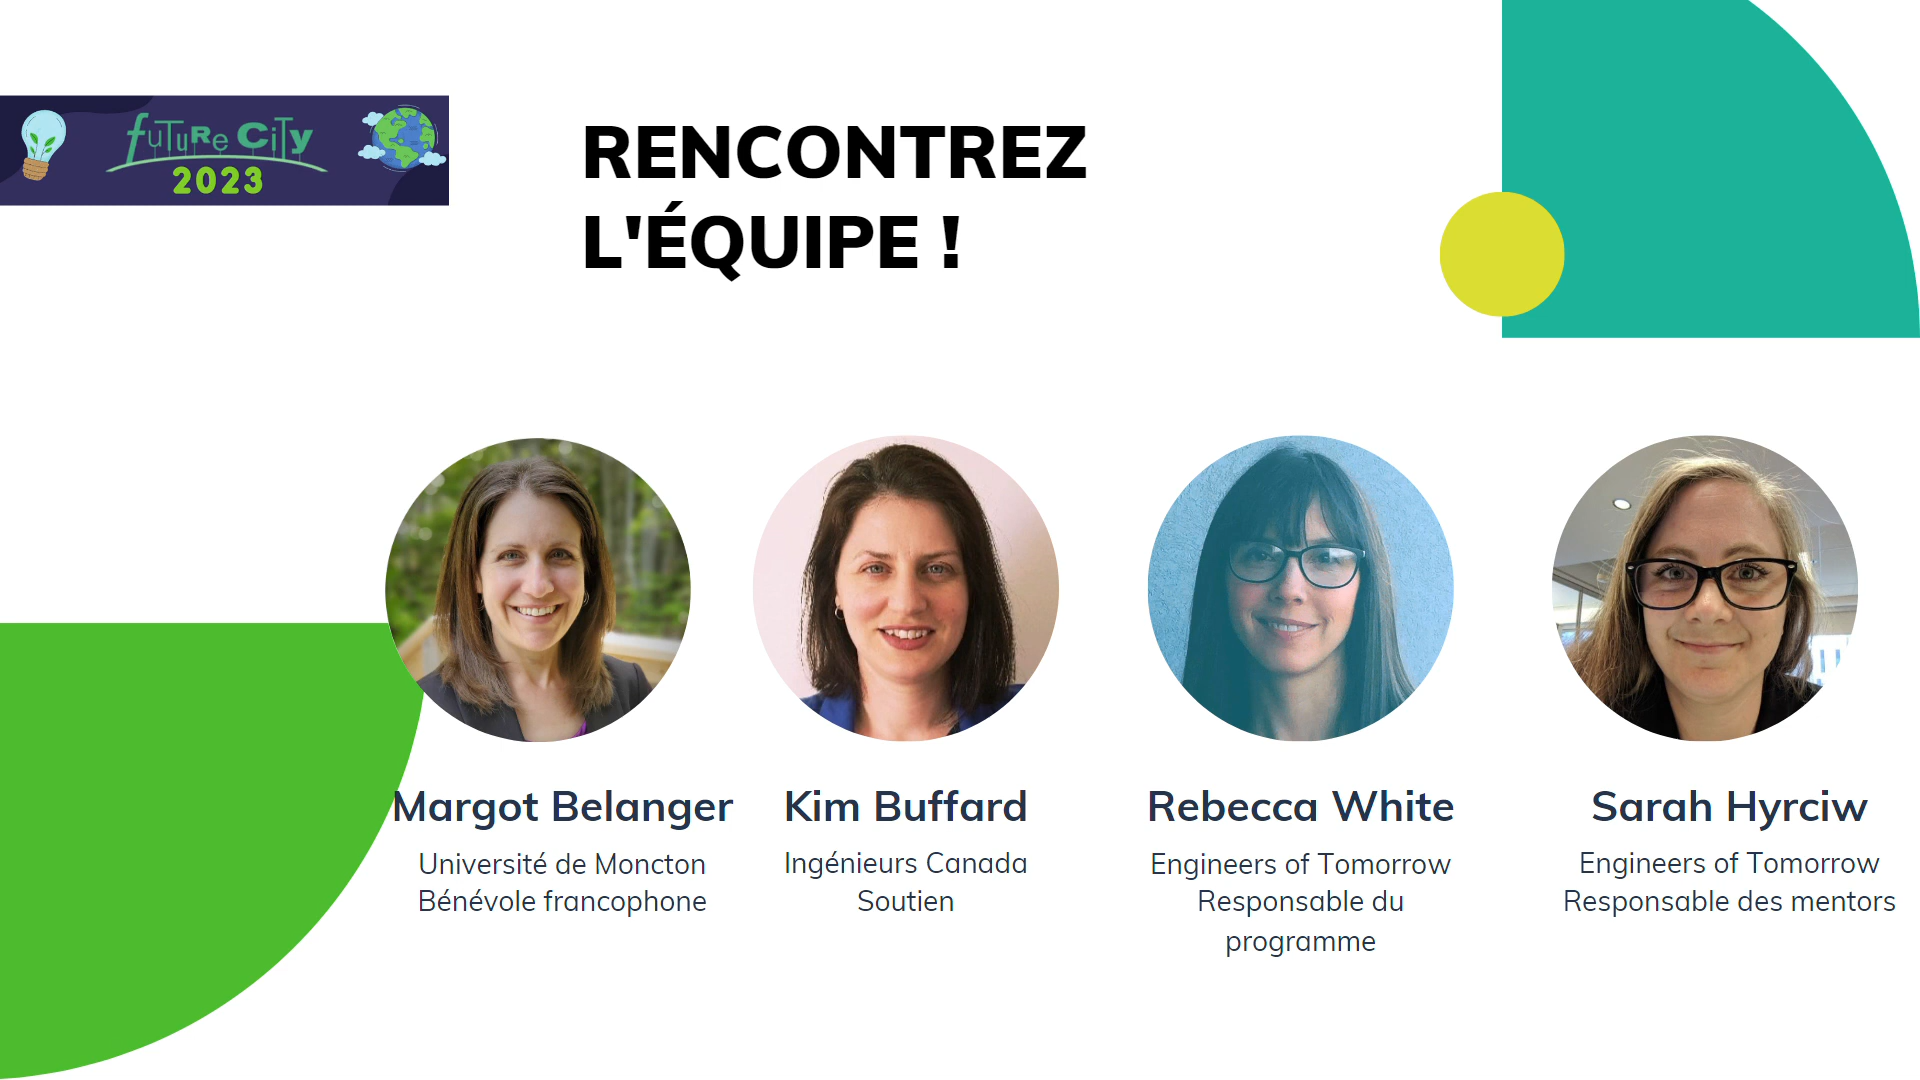 FuTuRe CiTy
2023
RENCONTREZ
L'ÉQUIPE !
Margot Belanger
Université de Moncton
Bénévole francophone
Kim Buffard
Ingénieurs Canada
Soutien
Rebecca White
Engineers of Tomorrow
Responsable du
programme
Sarah Hyrciw
Engineers of Tomorrow
Responsable des mentors